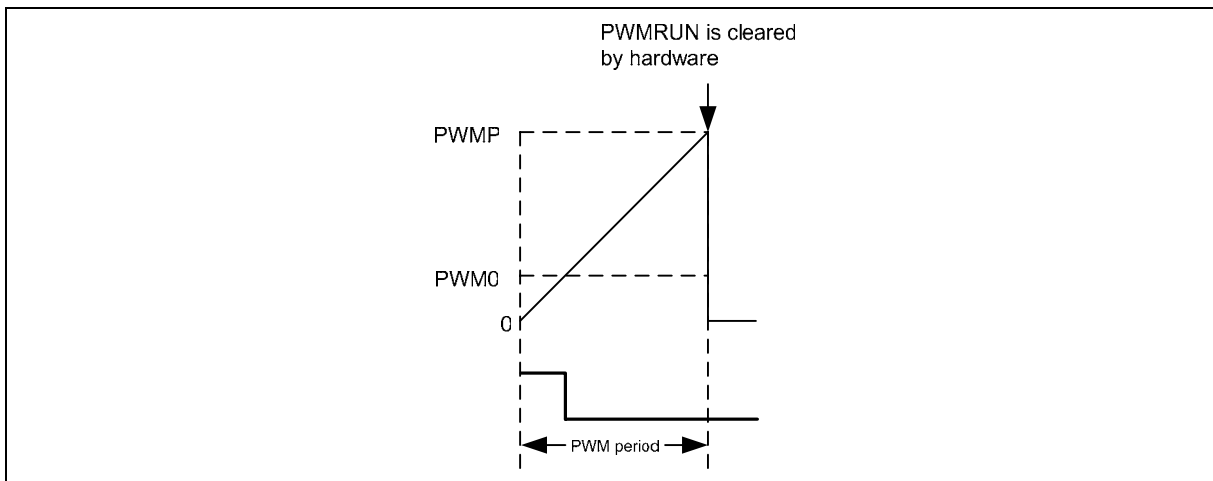 PWMRUN is cleared
by hardware
PWMP
PWM0
0
PWM period